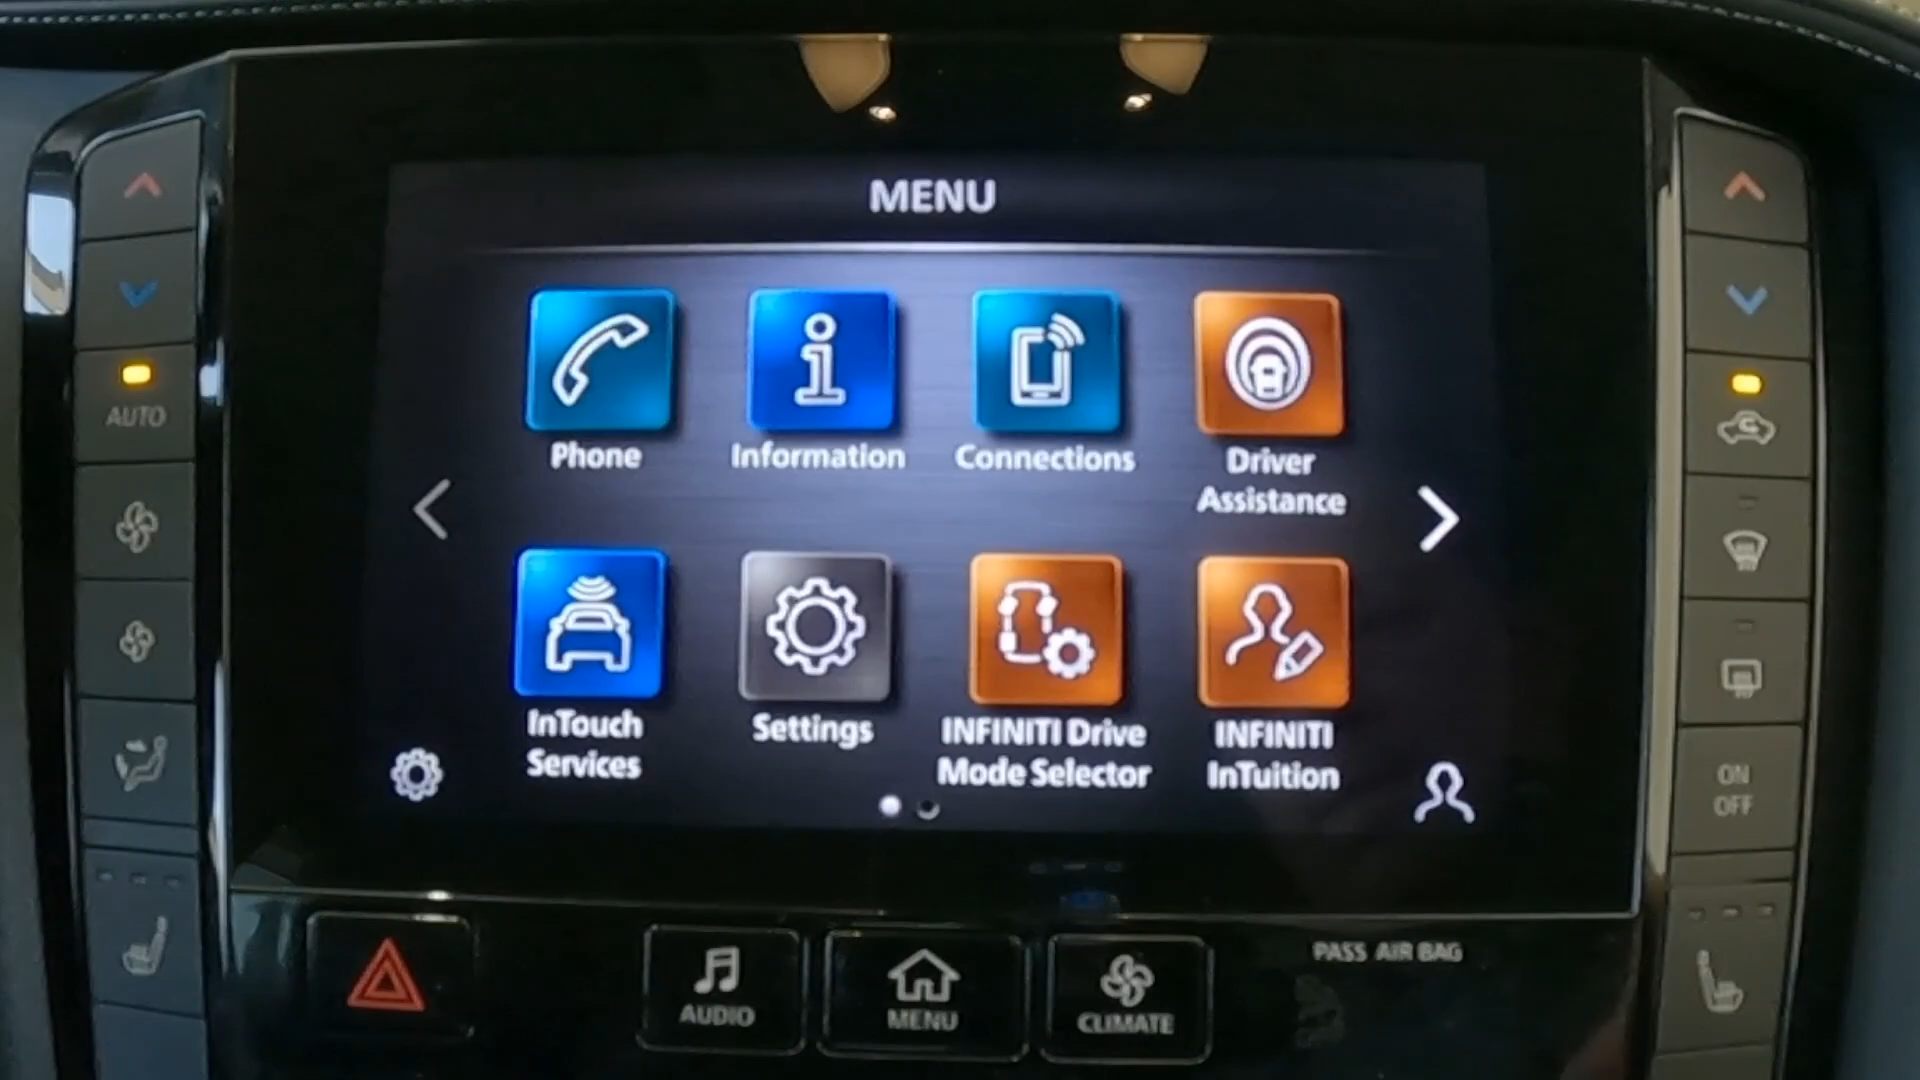 MENU
Phone
Information
Connections
Driver
Assistance
InTouch
Services
Settings
INFINITI Drive
Mode Selector
INFINITI
InTuition
AUTO
ON
OFF
AUDIO
MENU
CLIMATE
PASS AIR BAG